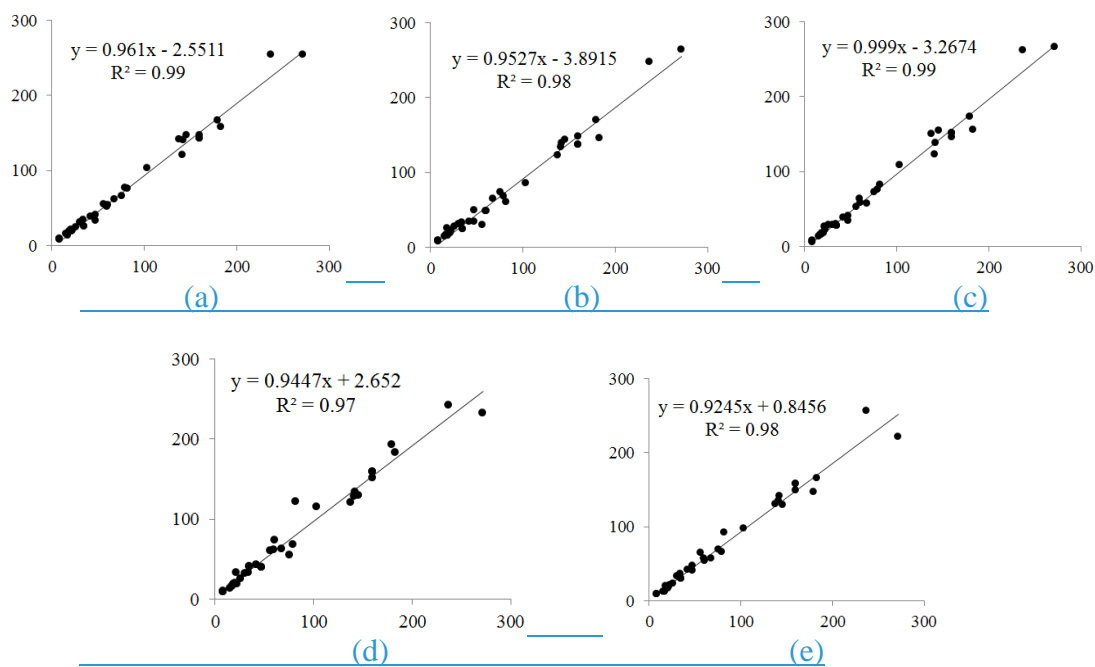 300
200
100
0
0 100 200 300
y = 0.961x - 2.5511
R² = 0.99
(a)
300
200
100
0
0 100 200 300
y = 0.9527x - 3.8915
R² = 0.98
(b)
300
200
100
0
0 100 200 300
y = 0.999x - 3.2674
R² = 0.99
(c)
300
200
100
0
0 100 200 300
y = 0.9447x + 2.652
R² = 0.97
(d)
300
200
100
0
0 100 200 300
y = 0.9245x + 0.8456
R² = 0.98
(e)